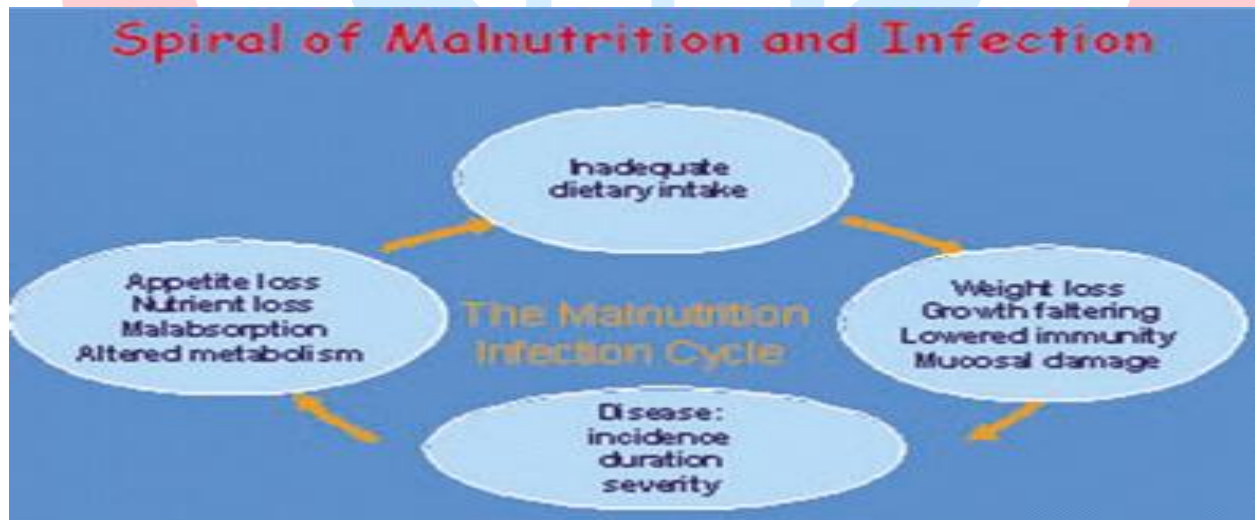 Spiral of Malnutrition and Infection
Inadequate
dietary intake
Appetite loss
Nutrient loss
Malabsorption
Altered metabolism
The Malnutrition
Infection Cycle
Weight loss
Growth faltering
Lowered immunity
Mucosal damage
Disease:
incidence
duration
severity